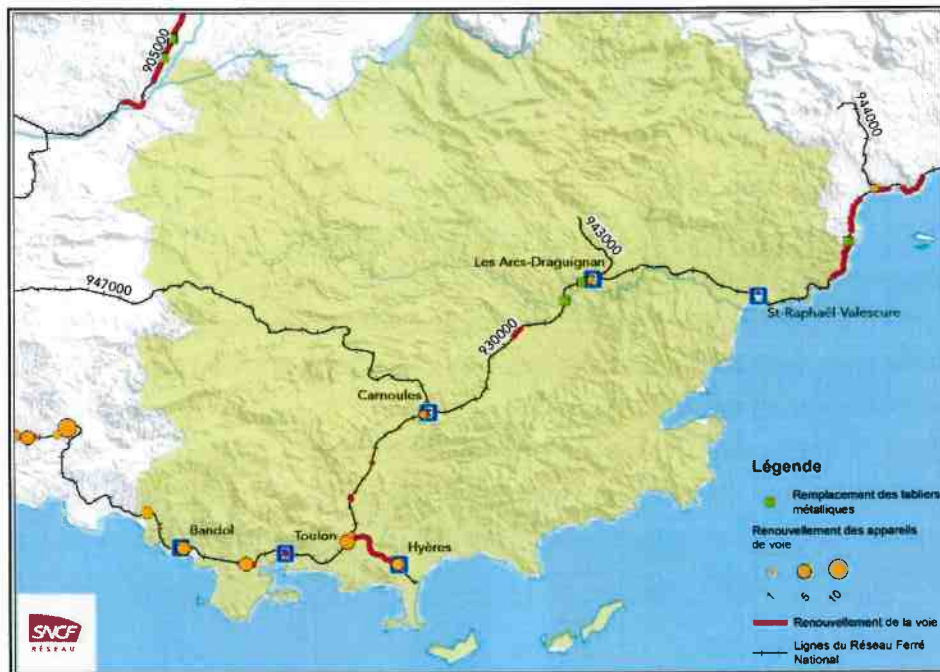 905000
944000
943000
Les Arcs-Draguignan
947000
St-Raphaël-Valescure
930000
Carnoules
Bandol
Toulon
Hyères
Légende
Remplacement des tabliers
métalliques
Renouvellement des appareils
de voie
1 5 10
Renouvellement de la voie
Lignes du Réseau Ferré
National
SNCF
RÉSEAU